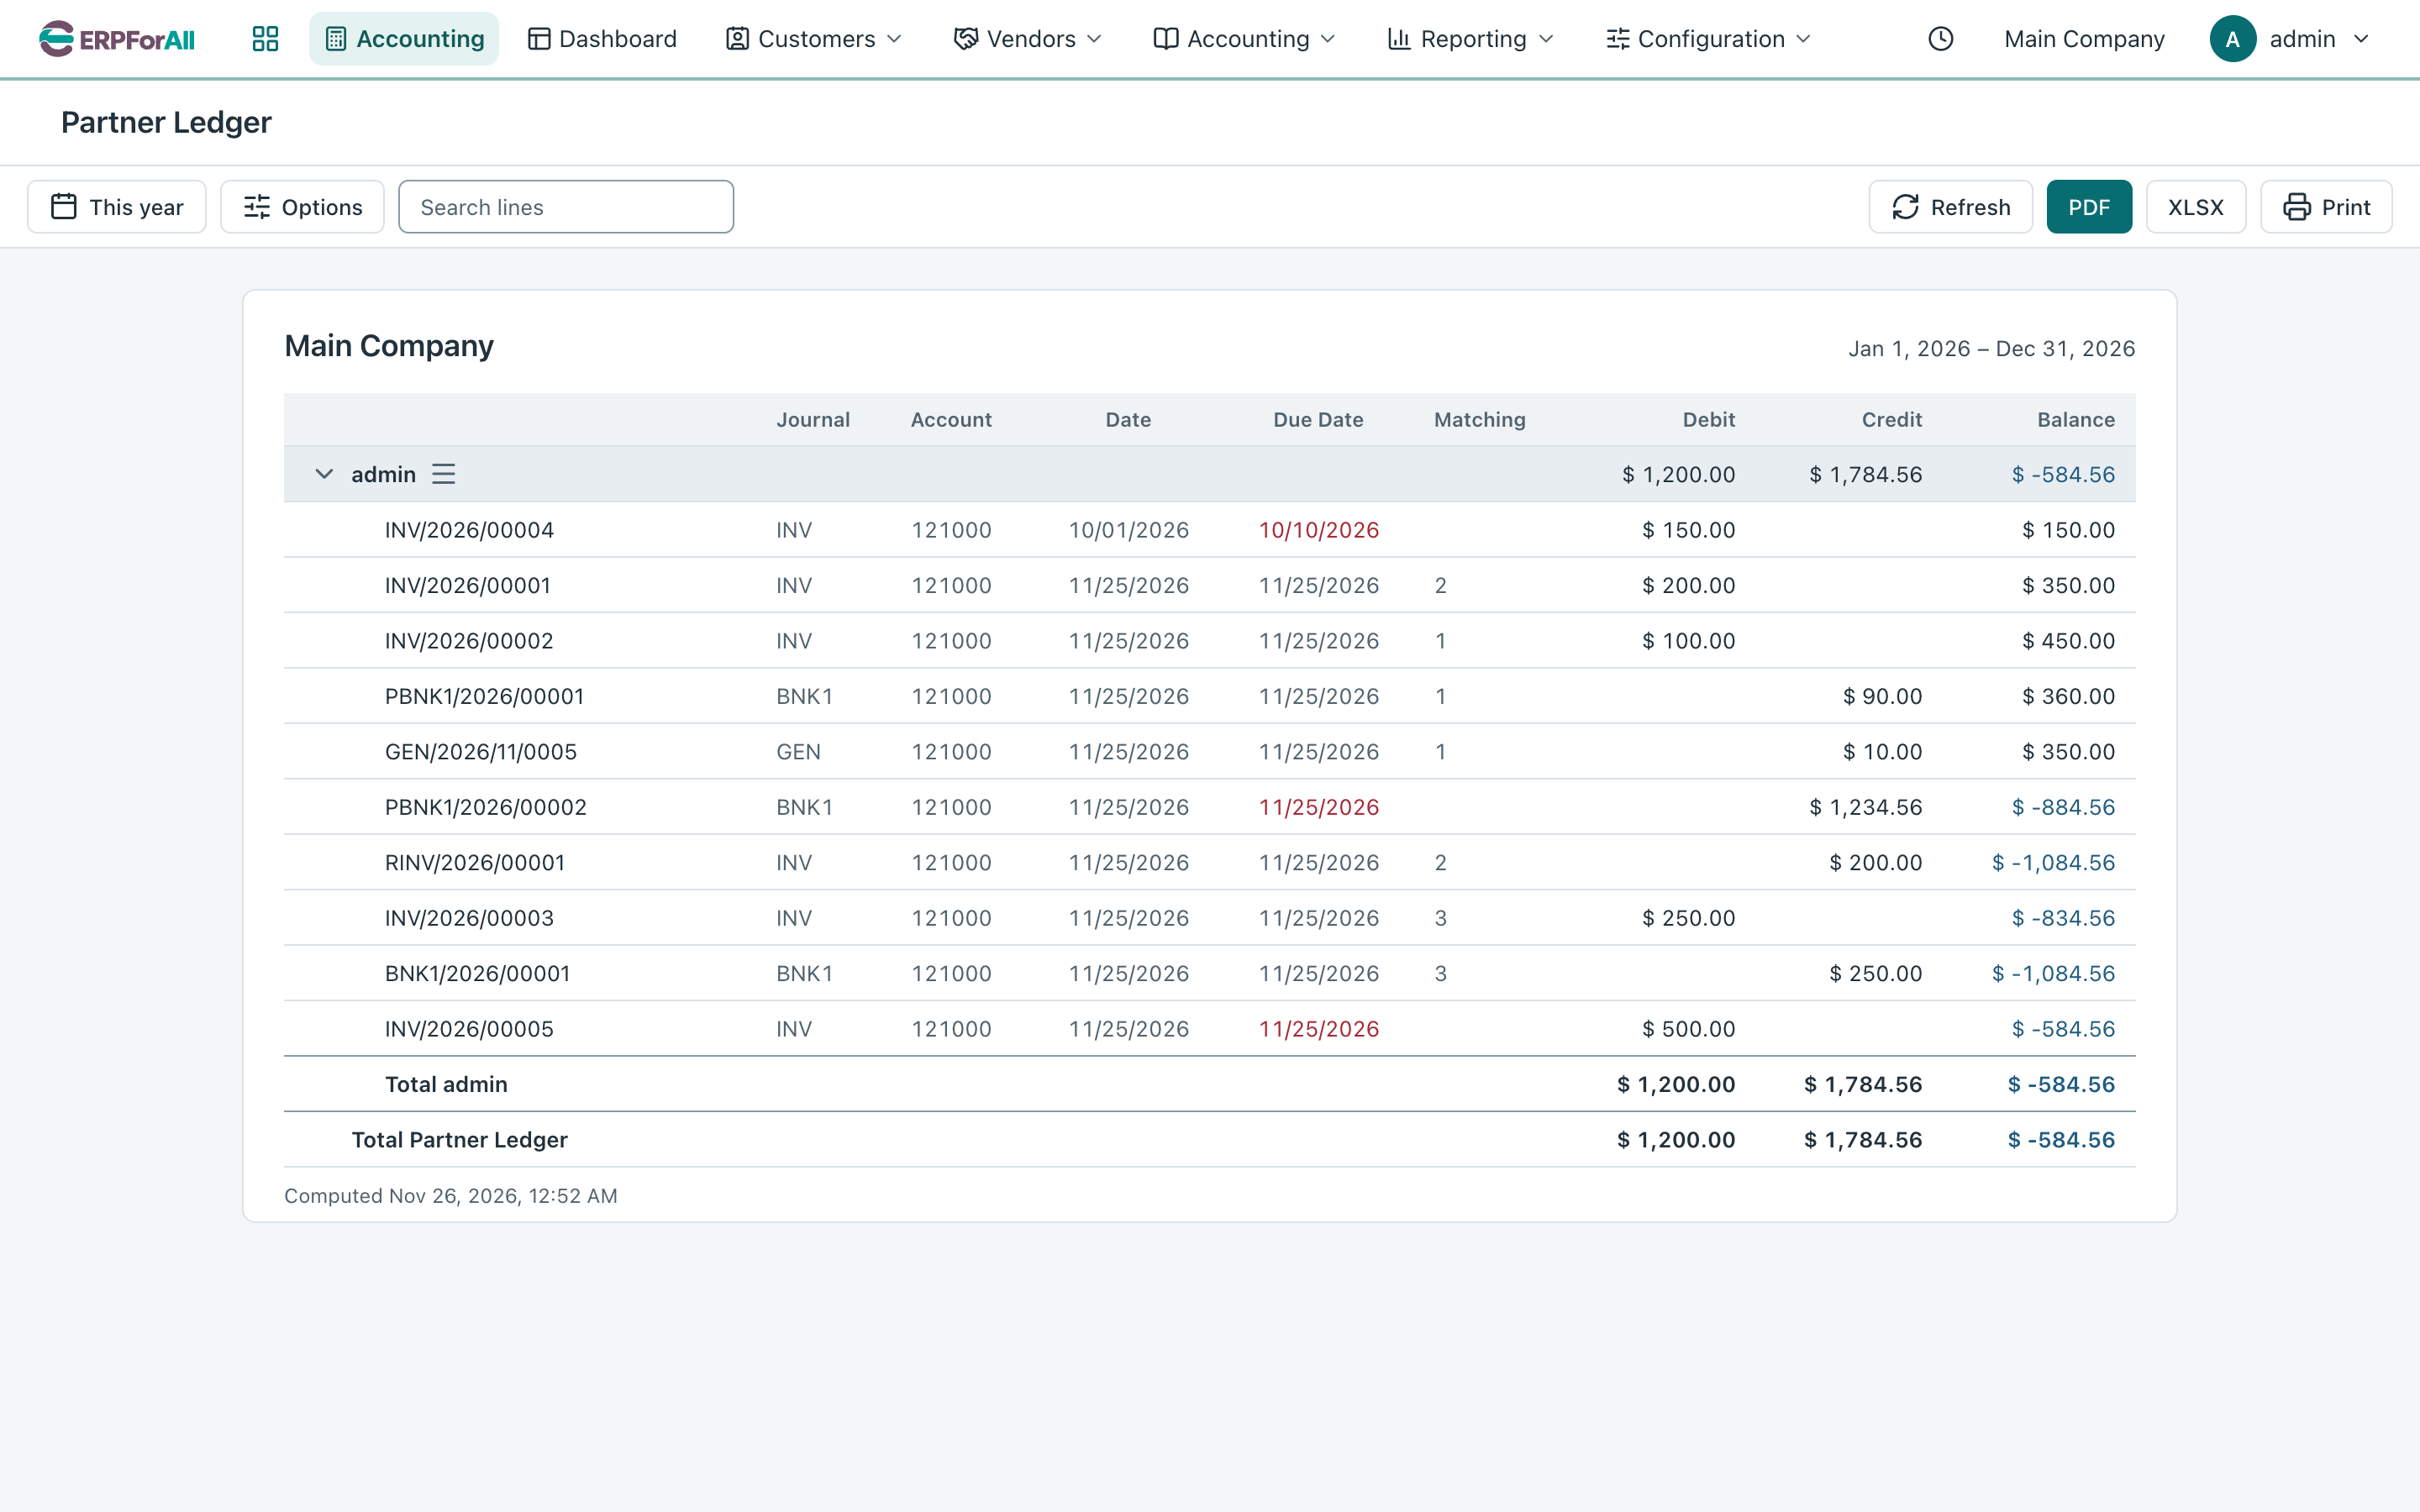 ERPForAll Accounting Dashboard Customers Vendors Accounting Reporting Configuration Main Company A admin
Partner Ledger
This year Options Search lines Refresh PDF XLSX Print
Main Company Jan 1, 2026 – Dec 31, 2026
Journal Account Date Due Date Matching Debit Credit Balance
admin $ 1,200.00 $ 1,784.56 $ -584.56
INV/2026/00004 INV 121000 10/01/2026 10/10/2026 $ 150.00 $ 150.00
INV/2026/00001 INV 121000 11/25/2026 11/25/2026 2 $ 200.00 $ 350.00
INV/2026/00002 INV 121000 11/25/2026 11/25/2026 1 $ 100.00 $ 450.00
PBNK1/2026/00001 BNK1 121000 11/25/2026 11/25/2026 1 $ 90.00 $ 360.00
GEN/2026/11/0005 GEN 121000 11/25/2026 11/25/2026 1 $ 10.00 $ 350.00
PBNK1/2026/00002 BNK1 121000 11/25/2026 11/25/2026 $ 1,234.56 $ -884.56
RINV/2026/00001 INV 121000 11/25/2026 11/25/2026 2 $ 200.00 $ -1,084.56
INV/2026/00003 INV 121000 11/25/2026 11/25/2026 3 $ 250.00 $ -834.56
BNK1/2026/00001 BNK1 121000 11/25/2026 11/25/2026 3 $ 250.00 $ -1,084.56
INV/2026/00005 INV 121000 11/25/2026 11/25/2026 $ 500.00 $ -584.56
Total admin $ 1,200.00 $ 1,784.56 $ -584.56
Total Partner Ledger $ 1,200.00 $ 1,784.56 $ -584.56
Computed Nov 26, 2026, 12:52 AM